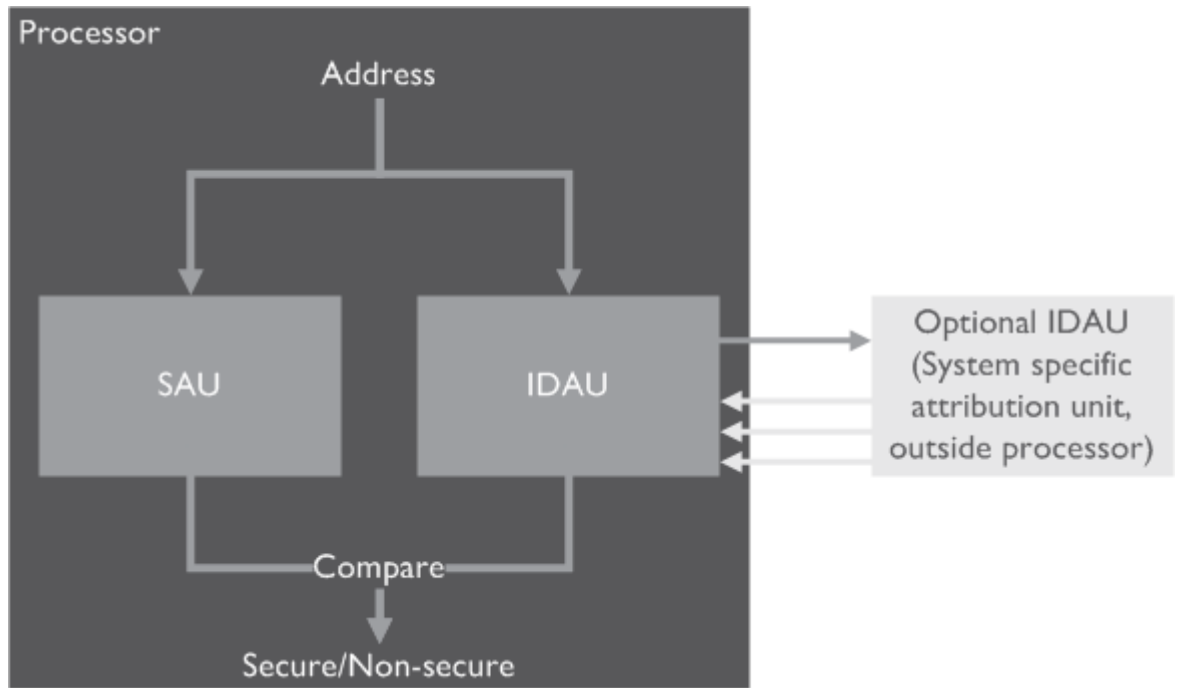 Processor
Address
SAU
IDAU
Optional IDAU
(System specific
attribution unit,
outside processor)
Compare
Secure/Non-secure